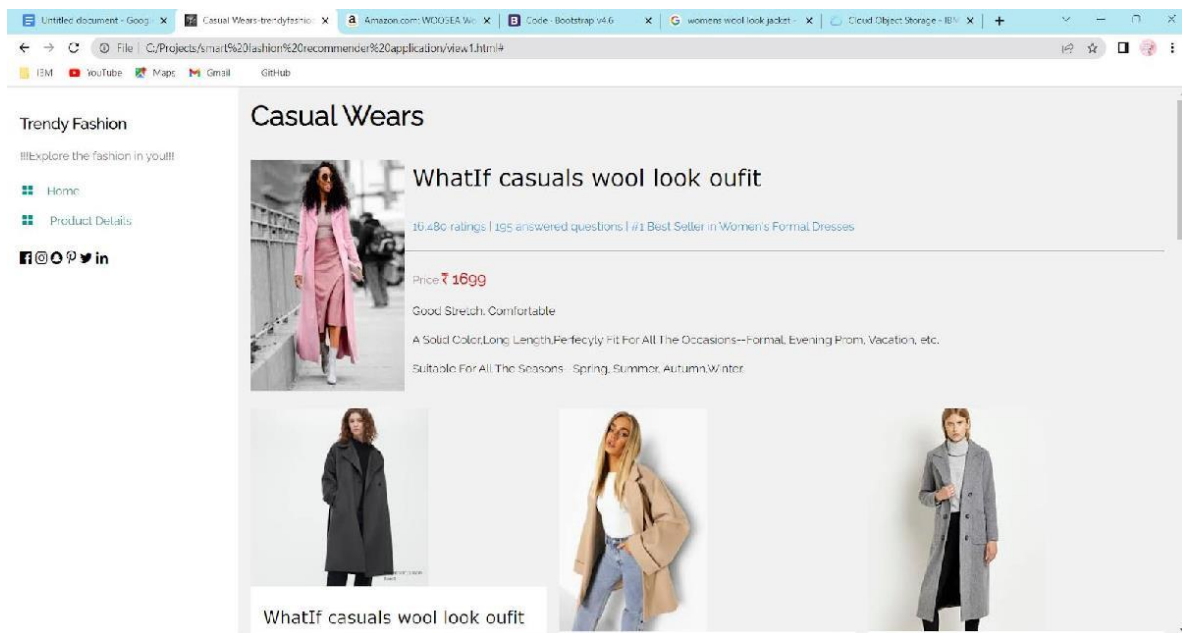 Untitled document - Goog
Casual Wears-trendyfashio
Amazon.com: WOOSEA Wo
Code - Bootstrap v4.6
womens wool look jacket -
Cloud Object Storage - IBM
File | C:/Projects/smart%20fashion%20recommender%20application/view1.html#
IBM YouTube Maps Gmail GitHub
Trendy Fashion
!!!Explore the fashion in you!!!
Home
Product Details
Casual Wears
WhatIf casuals wool look oufit
16,480 ratings | 195 answered questions | #1 Best Seller in Women's Formal Dresses
Price ₹ 1699
Good Stretch, Comfortable
A Solid Color,Long Length,Perfecyly Fit For All The Occasions--Formal, Evening Prom, Vacation, etc.
Suitable For All The Seasons--Spring, Summer, Autumn,Winter.
WhatIf casuals wool look oufit